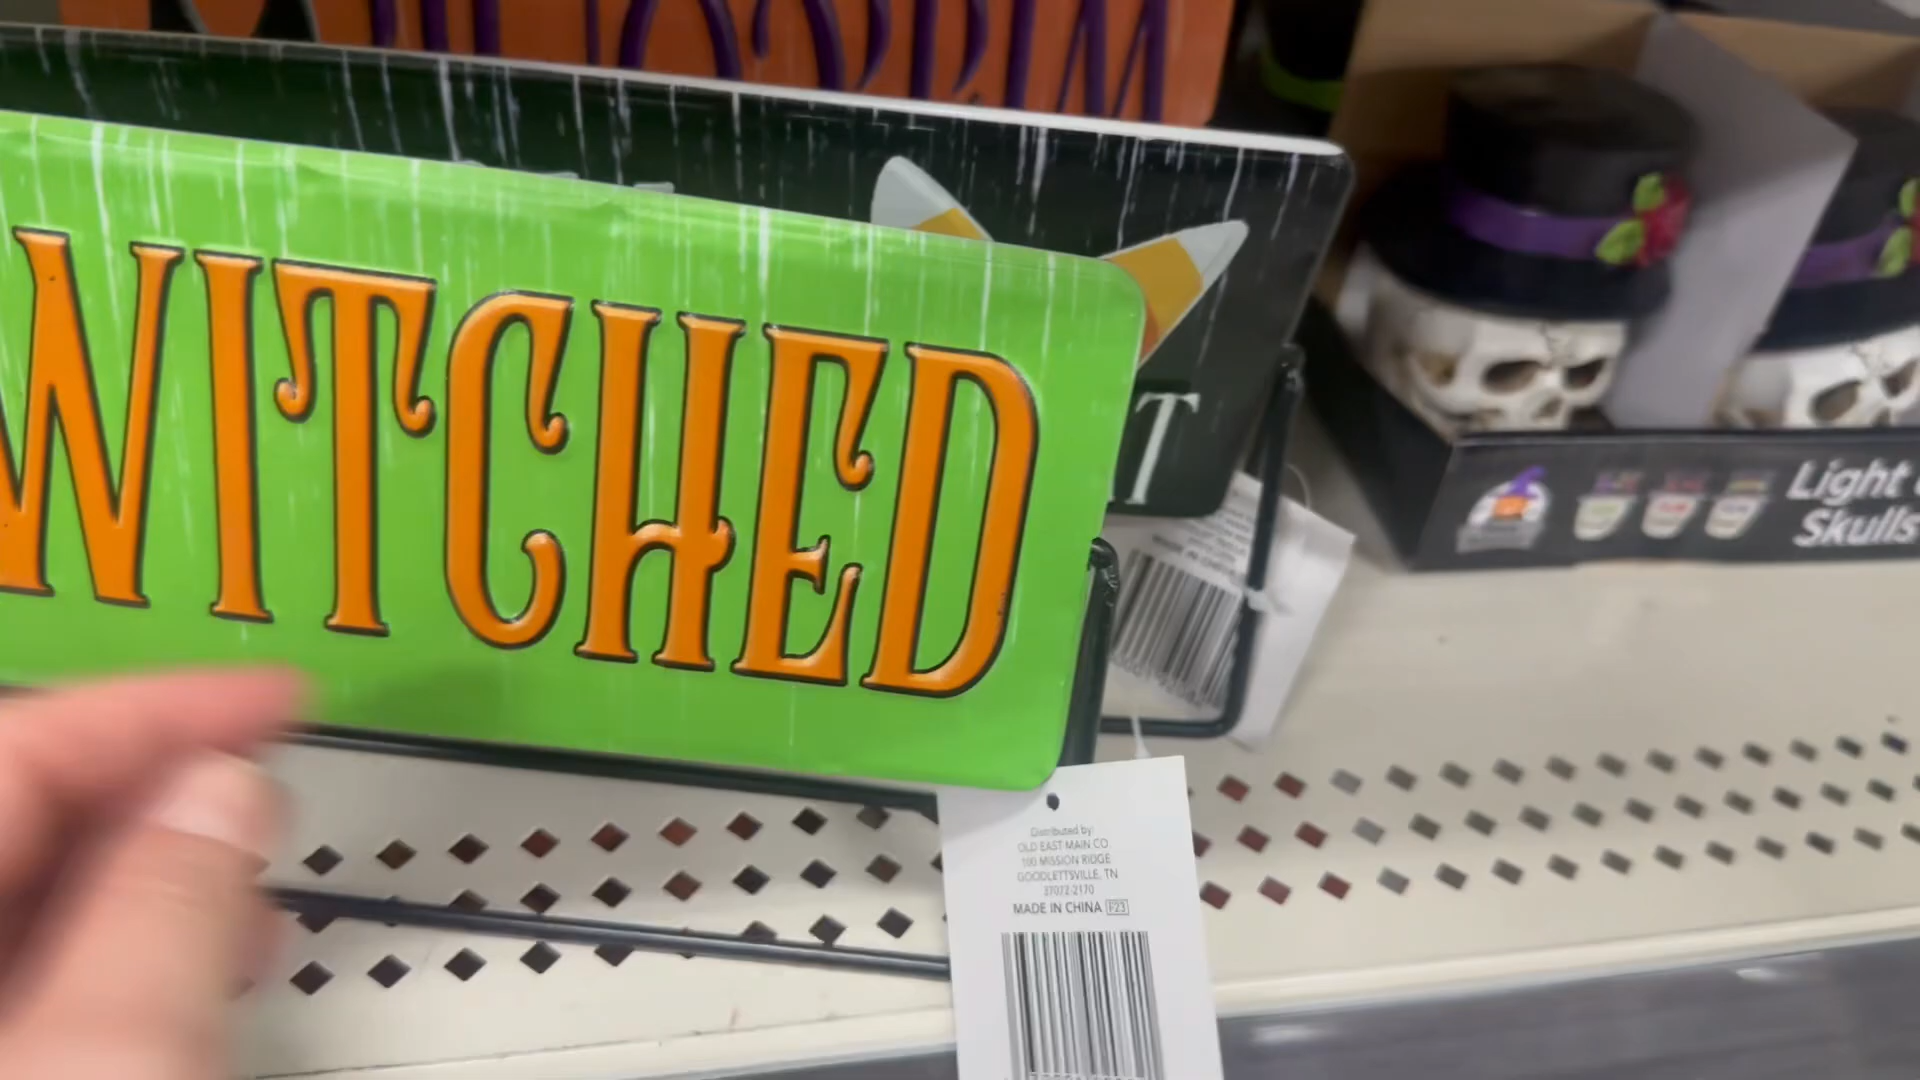 WITCHED
T
Light
Skulls
Distributed by:
OLD EAST MAIN CO
100 MISSION RIDGE
GOODLETTSVILLE, TN
37072-2170
MADE IN CHINA F23